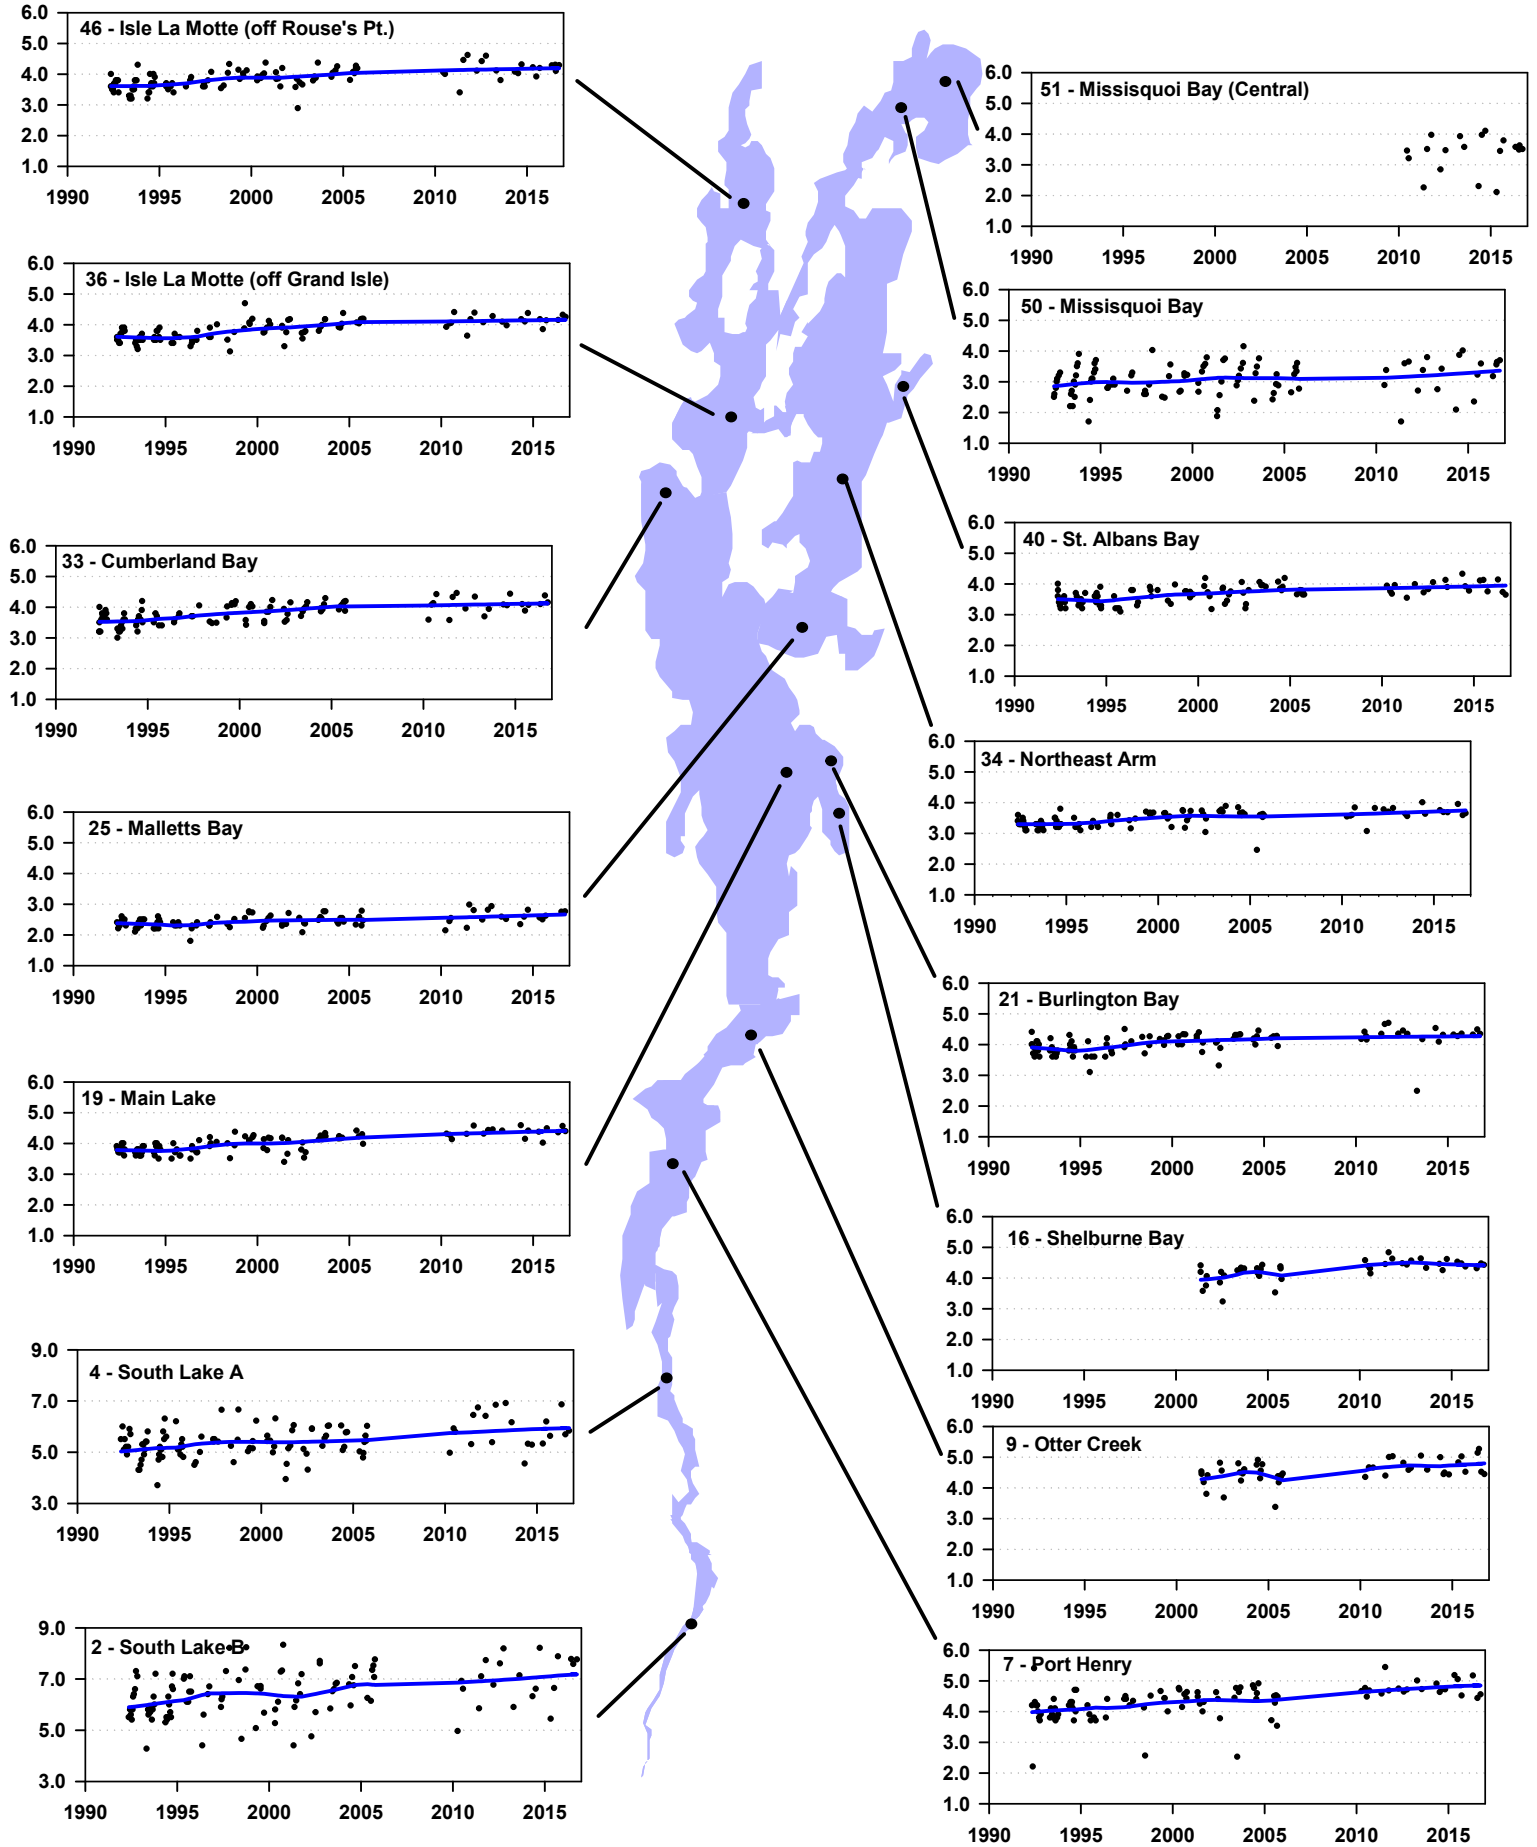 46 - Isle La Motte (off Rouse's Pt.)
6.0
5.0
4.0
3.0
2.0
1.0
1990 1995 2000 2005 2010 2015
36 - Isle La Motte (off Grand Isle)
6.0
5.0
4.0
3.0
2.0
1.0
1990 1995 2000 2005 2010 2015
33 - Cumberland Bay
6.0
5.0
4.0
3.0
2.0
1.0
1990 1995 2000 2005 2010 2015
25 - Malletts Bay
6.0
5.0
4.0
3.0
2.0
1.0
1990 1995 2000 2005 2010 2015
19 - Main Lake
6.0
5.0
4.0
3.0
2.0
1.0
1990 1995 2000 2005 2010 2015
4 - South Lake A
9.0
7.0
5.0
3.0
1990 1995 2000 2005 2010 2015
2 - South Lake B
9.0
7.0
5.0
3.0
1990 1995 2000 2005 2010 2015
51 - Missisquoi Bay (Central)
6.0
5.0
4.0
3.0
2.0
1.0
1990 1995 2000 2005 2010 2015
50 - Missisquoi Bay
6.0
5.0
4.0
3.0
2.0
1.0
1990 1995 2000 2005 2010 2015
40 - St. Albans Bay
6.0
5.0
4.0
3.0
2.0
1.0
1990 1995 2000 2005 2010 2015
34 - Northeast Arm
6.0
5.0
4.0
3.0
2.0
1.0
1990 1995 2000 2005 2010 2015
21 - Burlington Bay
6.0
5.0
4.0
3.0
2.0
1.0
1990 1995 2000 2005 2010 2015
16 - Shelburne Bay
6.0
5.0
4.0
3.0
2.0
1.0
1990 1995 2000 2005 2010 2015
9 - Otter Creek
6.0
5.0
4.0
3.0
2.0
1.0
1990 1995 2000 2005 2010 2015
7 - Port Henry
6.0
5.0
4.0
3.0
2.0
1.0
1990 1995 2000 2005 2010 2015